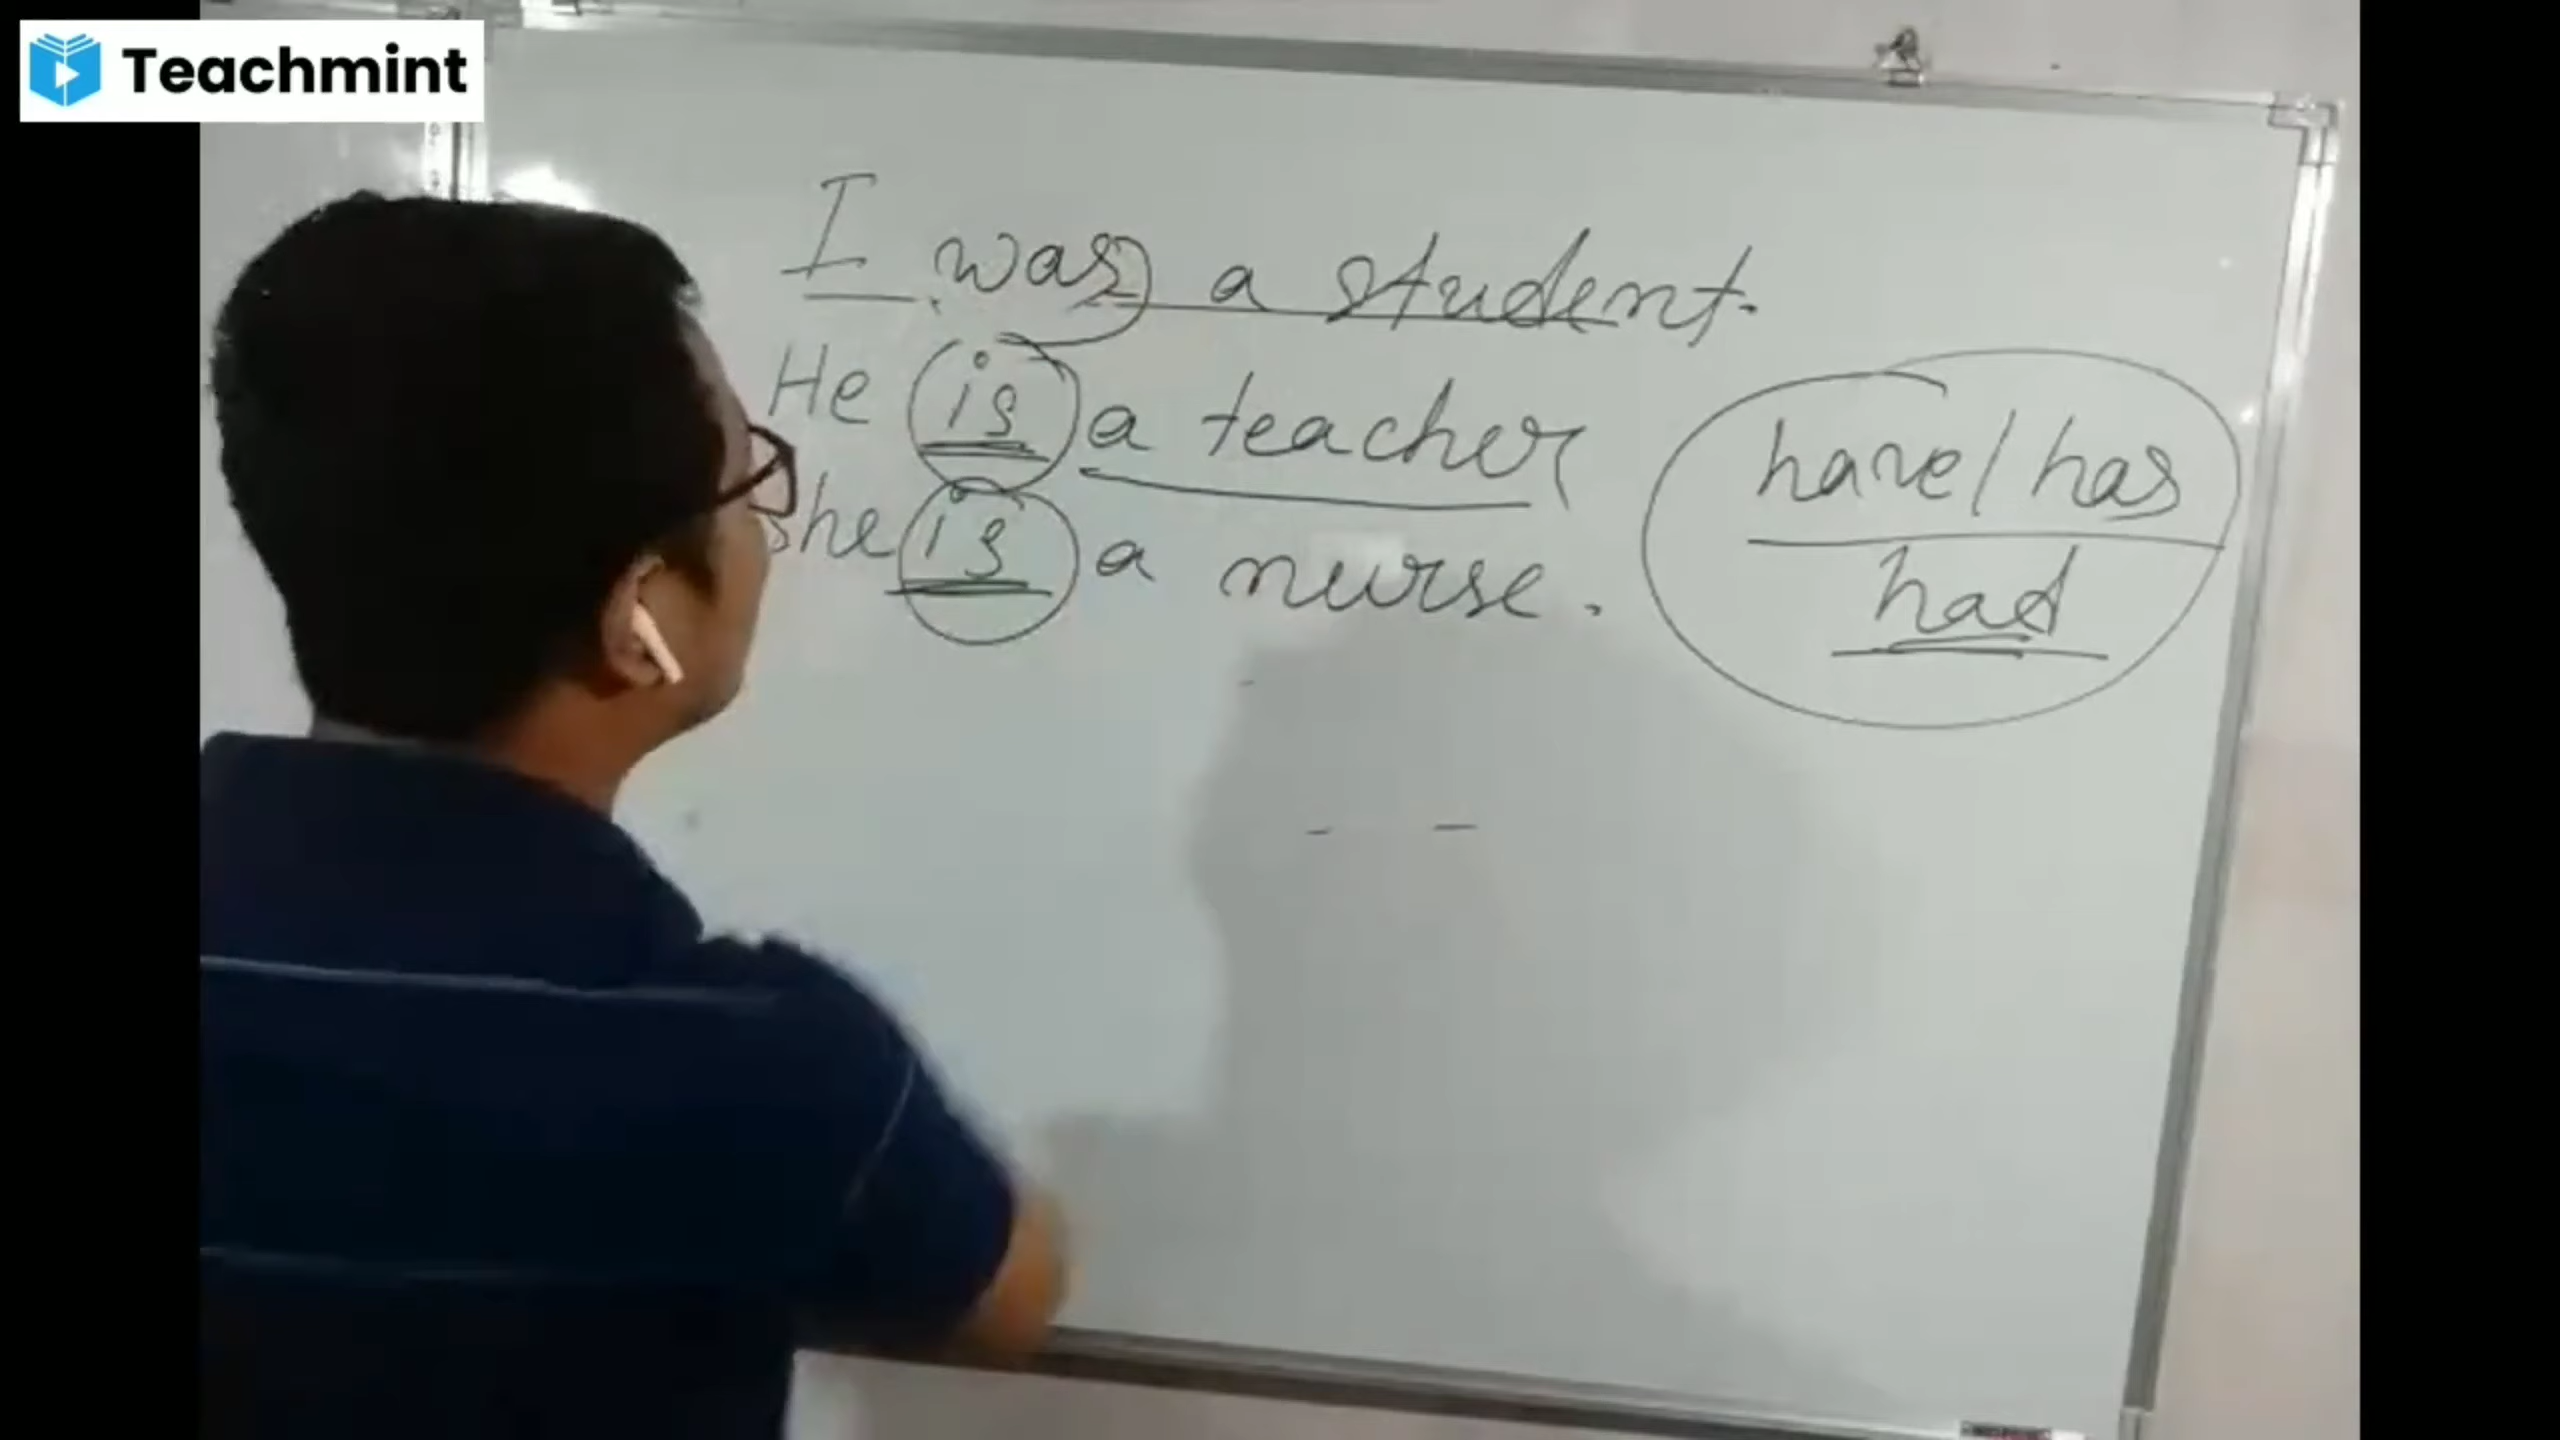 Teachmint
I was a student.
He is a teacher
she is a nurse.
have/has
had